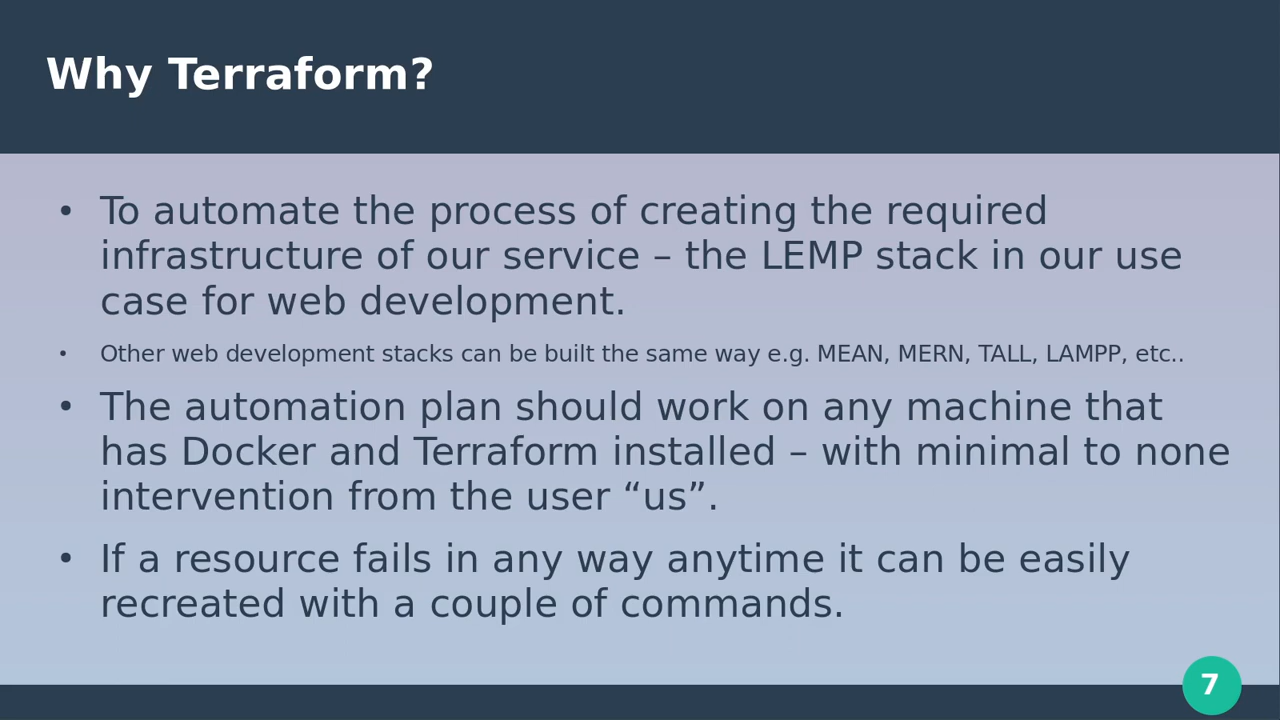 Why Terraform?
• To automate the process of creating the required
infrastructure of our service – the LEMP stack in our use
case for web development.
• Other web development stacks can be built the same way e.g. MEAN, MERN, TALL, LAMPP, etc..
• The automation plan should work on any machine that
has Docker and Terraform installed – with minimal to none
intervention from the user “us”.
• If a resource fails in any way anytime it can be easily
recreated with a couple of commands.
7